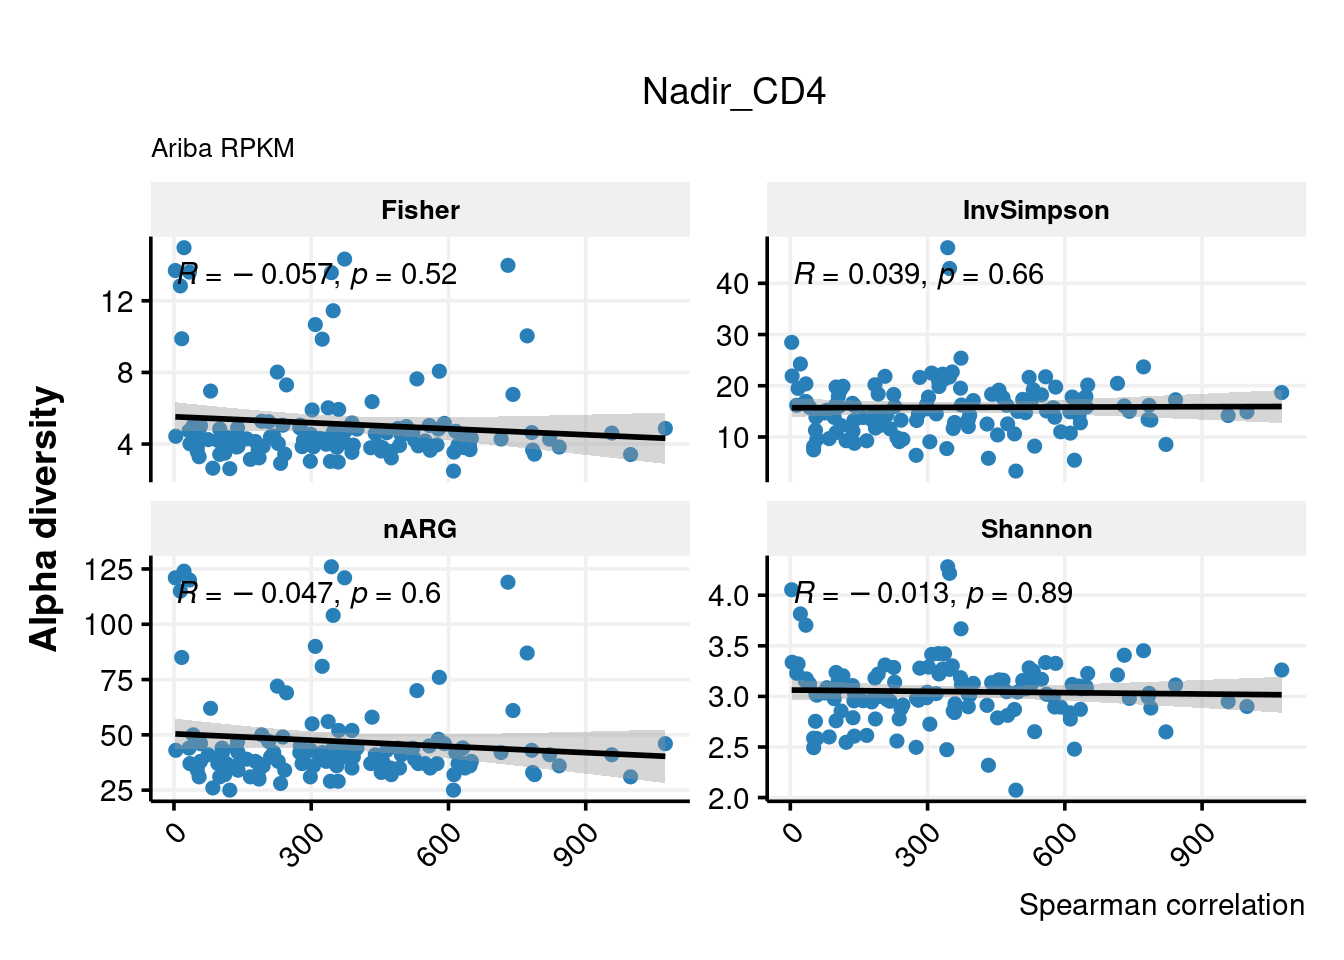 Nadir_CD4
Ariba RPKM
Fisher
InvSimpson
R = − 0.057, p = 0.52
R = 0.039, p = 0.66
12
8
4
40
30
20
10
Alpha diversity
nARG
Shannon
R = − 0.047, p = 0.6
R = − 0.013, p = 0.89
125
100
75
50
25
4.0
3.5
3.0
2.5
2.0
0
300
600
900
0
300
600
900
Spearman correlation